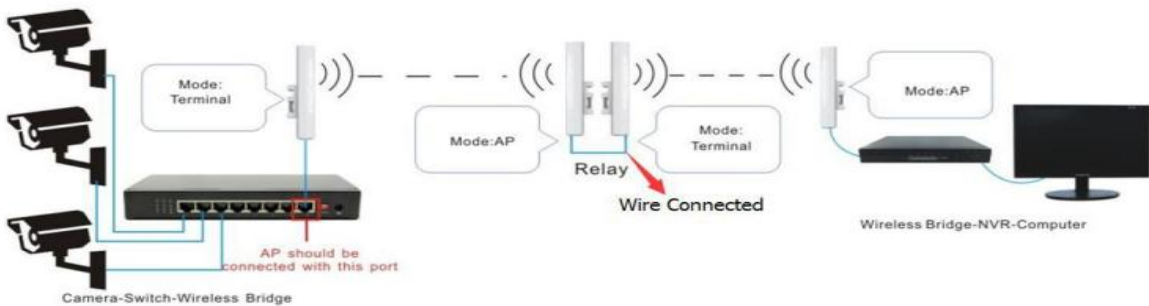 Mode:
Terminal
Mode:AP
Mode:
Terminal
Mode:AP
Relay
Wire Connected
AP should be
connected with this port
Camera-Switch-Wireless Bridge
Wireless Bridge-NVR-Computer